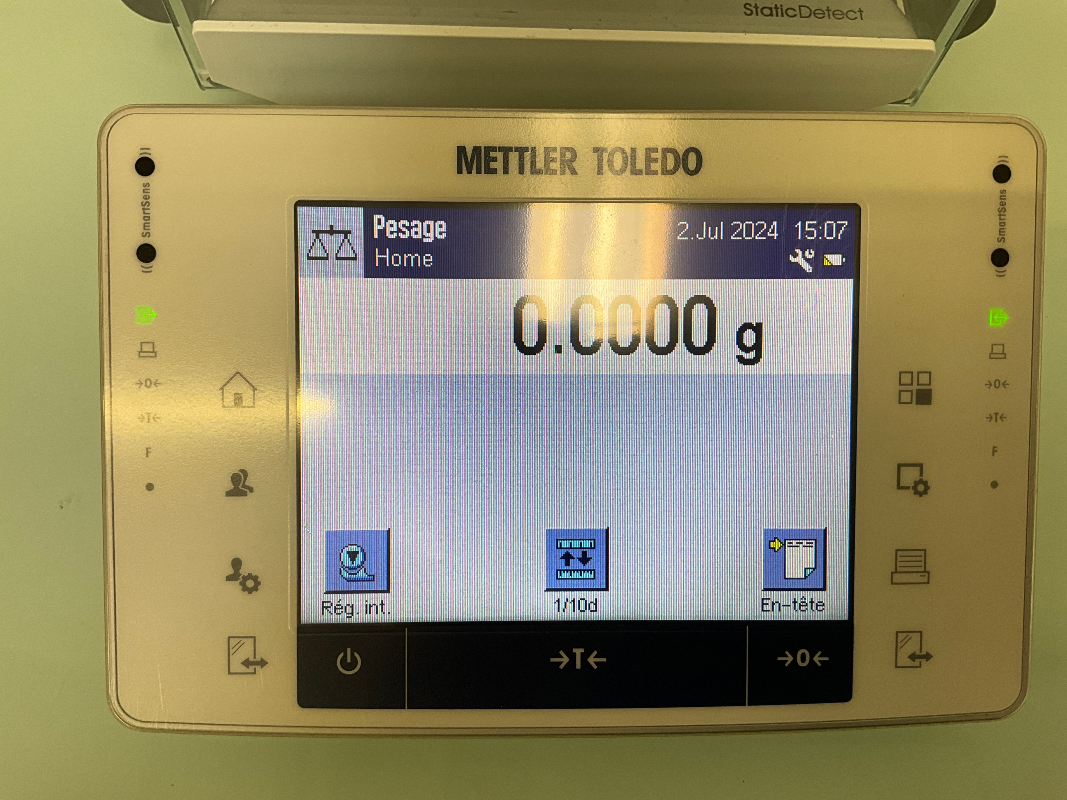 StaticDetect
METTLER TOLEDO
SmartSens
SmartSens
Pesage
2.Jul 2024 15:07
Home
0.0000 g
→0←
→0←
→T←
→T←
F
F
Rég. int.
1/10d
En-tête
→T←
→0←